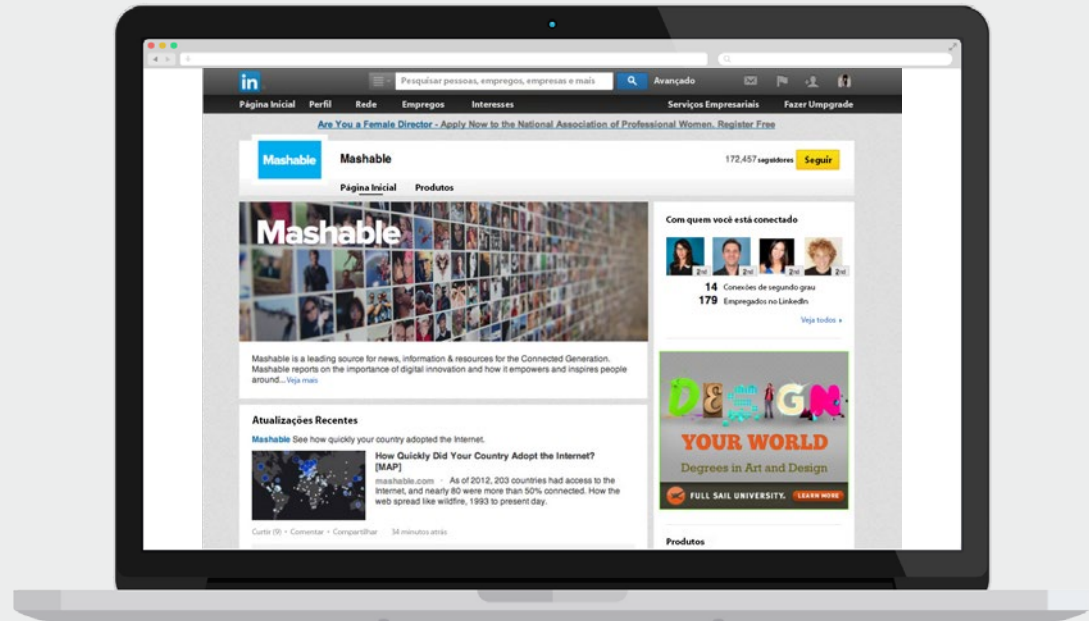 in
Pesquisar pessoas, empregos, empresas e mais
Avançado
Página Inicial Perfil Rede Empregos Interesses Serviços Empresariais Fazer Umpgrade
Are You a Female Director - Apply Now to the National Association of Professional Women. Register Free
Mashable
Mashable
172,457 seguidores Seguir
Página Inicial Produtos
Mashable
Mashable is a leading source for news, information & resources for the Connected Generation.
Mashable reports on the importance of digital innovation and how it empowers and inspires people
around... Veja mais
Atualizações Recentes
Mashable See how quickly your country adopted the Internet.
How Quickly Did Your Country Adopt the Internet?
[MAP]
mashable.com · As of 2012, 203 countries had access to the
Internet, and nearly 80 were more than 50% connected. How the
web spread like wildfire, 1993 to present day.
Curtir (9) • Comentar • Compartilhar 34 minutos atrás
Com quem você está conectado
2nd 2nd 2nd 2nd
14 Conexões de segundo grau
179 Empregados no LinkedIn
Veja todos
DESIGN
YOUR WORLD
Degrees in Art and Design
FULL SAIL UNIVERSITY. LEARN MORE
Produtos